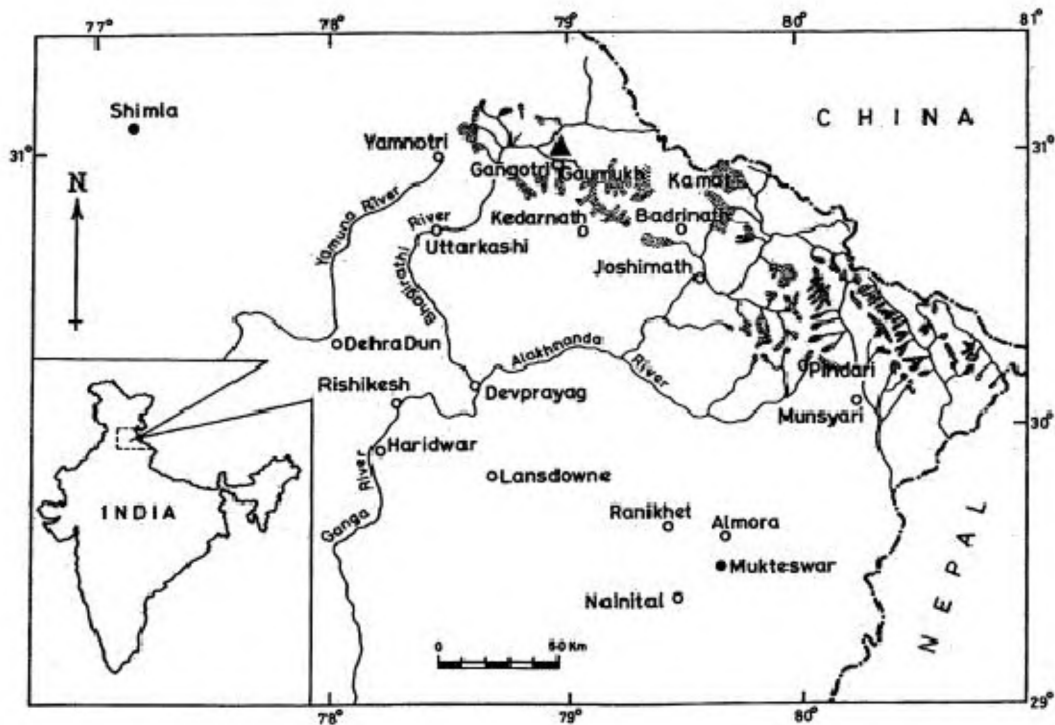 77° 78° 79° 80° 81°
Shimla
CHINA
31° 31°
Yamnotri
N
Gangotri Gaumukh Kamat
Yamuna River
River
Kedarnath Badrinath
Uttarkashi
Bhagirathi
Joshimath
DehraDun
Alakhnanda
River
Pindari
Rishikesh
Devprayag
Munsyari
30°
Haridwar
River
Lansdowne
INDIA
Ranikhet
Almora
Ganga
Mukteswar
NEPAL
Nainital
0 60 Km
29°
78° 79° 80°